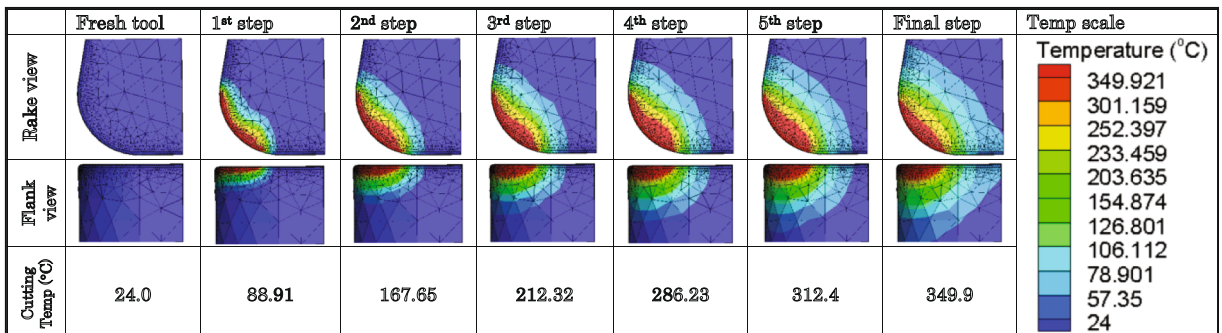 Fresh tool 1st step 2nd step 3rd step 4th step 5th step Final step Temp scale
Rake view
Flank view
Cutting Temp (°C) 24.0 88.91 167.65 212.32 286.23 312.4 349.9
Temperature (°C)
349.921
301.159
252.397
233.459
203.635
154.874
126.801
106.112
78.901
57.35
24